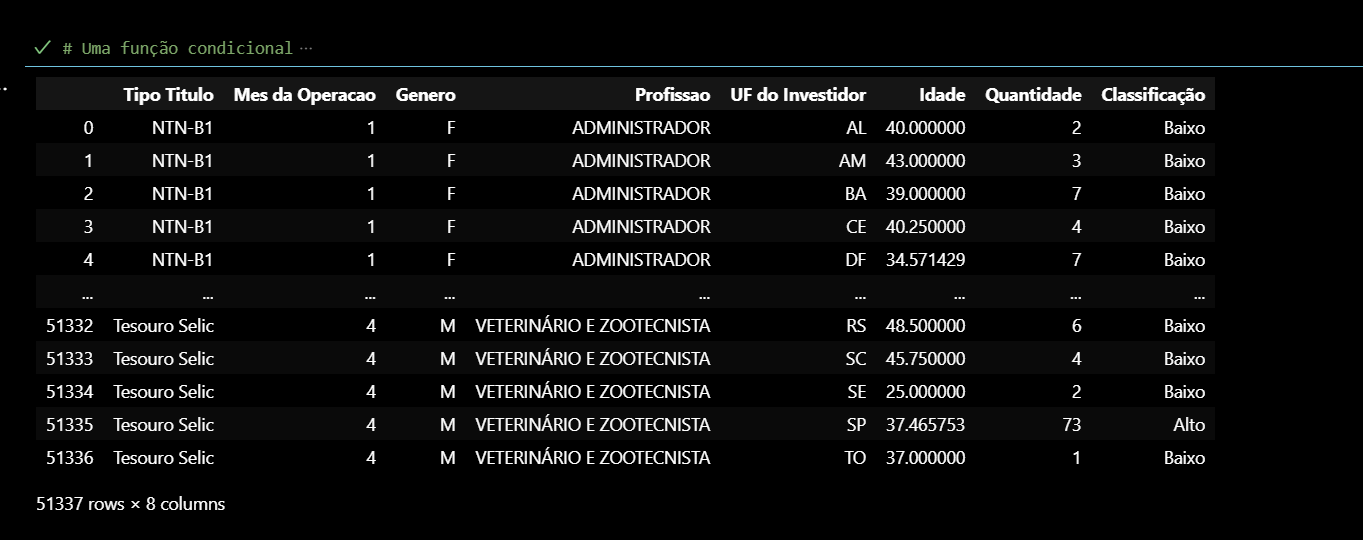 # Uma função condicional ...
Tipo Titulo Mes da Operacao Genero Profissao UF do Investidor Idade Quantidade Classificação
0 NTN-B1 1 F ADMINISTRADOR AL 40.000000 2 Baixo
1 NTN-B1 1 F ADMINISTRADOR AM 43.000000 3 Baixo
2 NTN-B1 1 F ADMINISTRADOR BA 39.000000 7 Baixo
3 NTN-B1 1 F ADMINISTRADOR CE 40.250000 4 Baixo
4 NTN-B1 1 F ADMINISTRADOR DF 34.571429 7 Baixo
... ... ... ... ... ... ... ... ...
51332 Tesouro Selic 4 M VETERINÁRIO E ZOOTECNISTA RS 48.500000 6 Baixo
51333 Tesouro Selic 4 M VETERINÁRIO E ZOOTECNISTA SC 45.750000 4 Baixo
51334 Tesouro Selic 4 M VETERINÁRIO E ZOOTECNISTA SE 25.000000 2 Baixo
51335 Tesouro Selic 4 M VETERINÁRIO E ZOOTECNISTA SP 37.465753 73 Alto
51336 Tesouro Selic 4 M VETERINÁRIO E ZOOTECNISTA TO 37.000000 1 Baixo
51337 rows × 8 columns